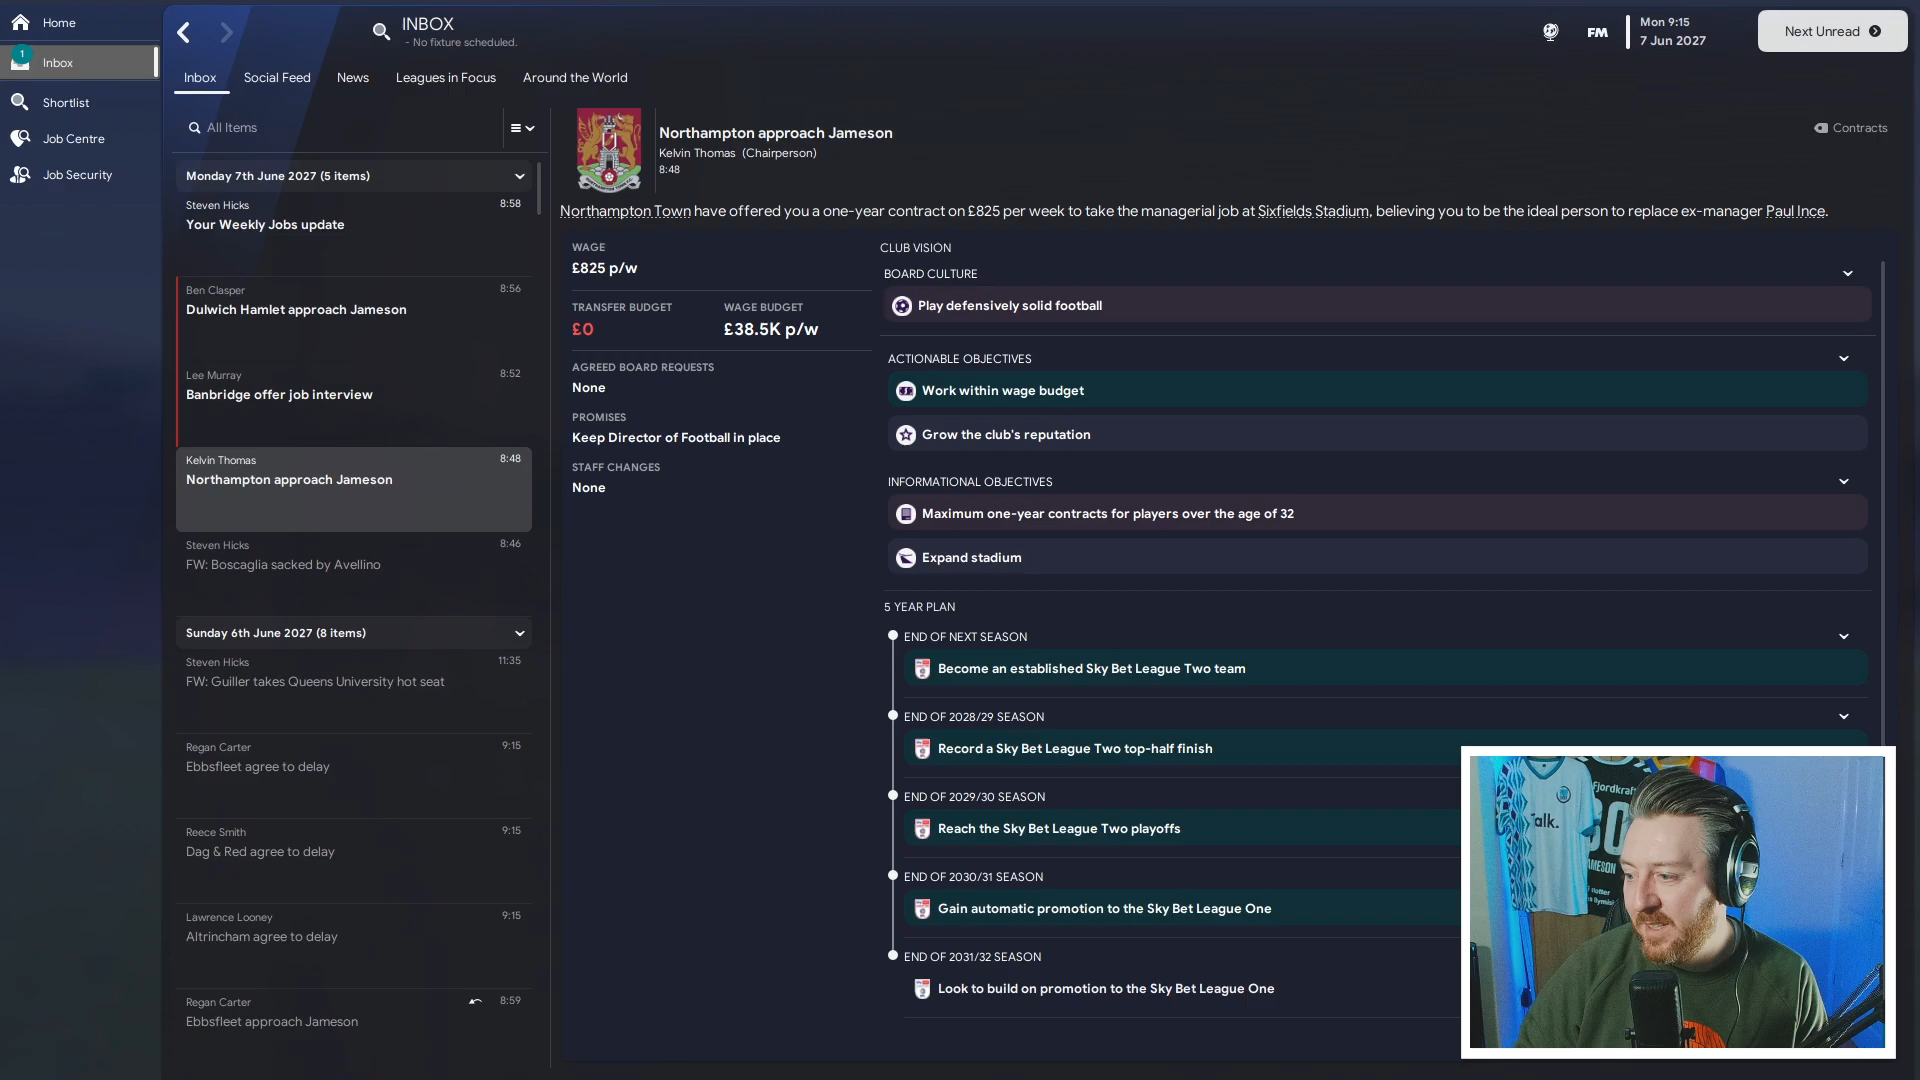 Home
1
Inbox
Shortlist
Job Centre
Job Security
INBOX
- No fixture scheduled.
FM
Mon 9:15
7 Jun 2027
Next Unread
Inbox
Social Feed
News
Leagues in Focus
Around the World
All Items
Monday 7th June 2027 (5 items)
Steven Hicks
8:58
Your Weekly Jobs update
Ben Clasper
8:56
Dulwich Hamlet approach Jameson
Lee Murray
8:52
Banbridge offer job interview
Kelvin Thomas
8:48
Northampton approach Jameson
Steven Hicks
8:46
FW: Boscaglia sacked by Avellino
Sunday 6th June 2027 (8 items)
Steven Hicks
11:35
FW: Guiller takes Queens University hot seat
Regan Carter
9:15
Ebbsfleet agree to delay
Reece Smith
9:15
Dag & Red agree to delay
Lawrence Looney
9:15
Altrincham agree to delay
Regan Carter
8:59
Ebbsfleet approach Jameson
Northampton approach Jameson
Kelvin Thomas (Chairperson)
8:48
Contracts
Northampton Town have offered you a one-year contract on £825 per week to take the managerial job at Sixfields Stadium, believing you to be the ideal person to replace ex-manager Paul Ince.
WAGE
£825 p/w
TRANSFER BUDGET
£0
WAGE BUDGET
£38.5K p/w
AGREED BOARD REQUESTS
None
PROMISES
Keep Director of Football in place
STAFF CHANGES
None
CLUB VISION
BOARD CULTURE
Play defensively solid football
ACTIONABLE OBJECTIVES
Work within wage budget
Grow the club's reputation
INFORMATIONAL OBJECTIVES
Maximum one-year contracts for players over the age of 32
Expand stadium
5 YEAR PLAN
END OF NEXT SEASON
Become an established Sky Bet League Two team
END OF 2028/29 SEASON
Record a Sky Bet League Two top-half finish
END OF 2029/30 SEASON
Reach the Sky Bet League Two playoffs
END OF 2030/31 SEASON
Gain automatic promotion to the Sky Bet League One
END OF 2031/32 SEASON
Look to build on promotion to the Sky Bet League One
Talk.
Fjordkraft
JAMESON